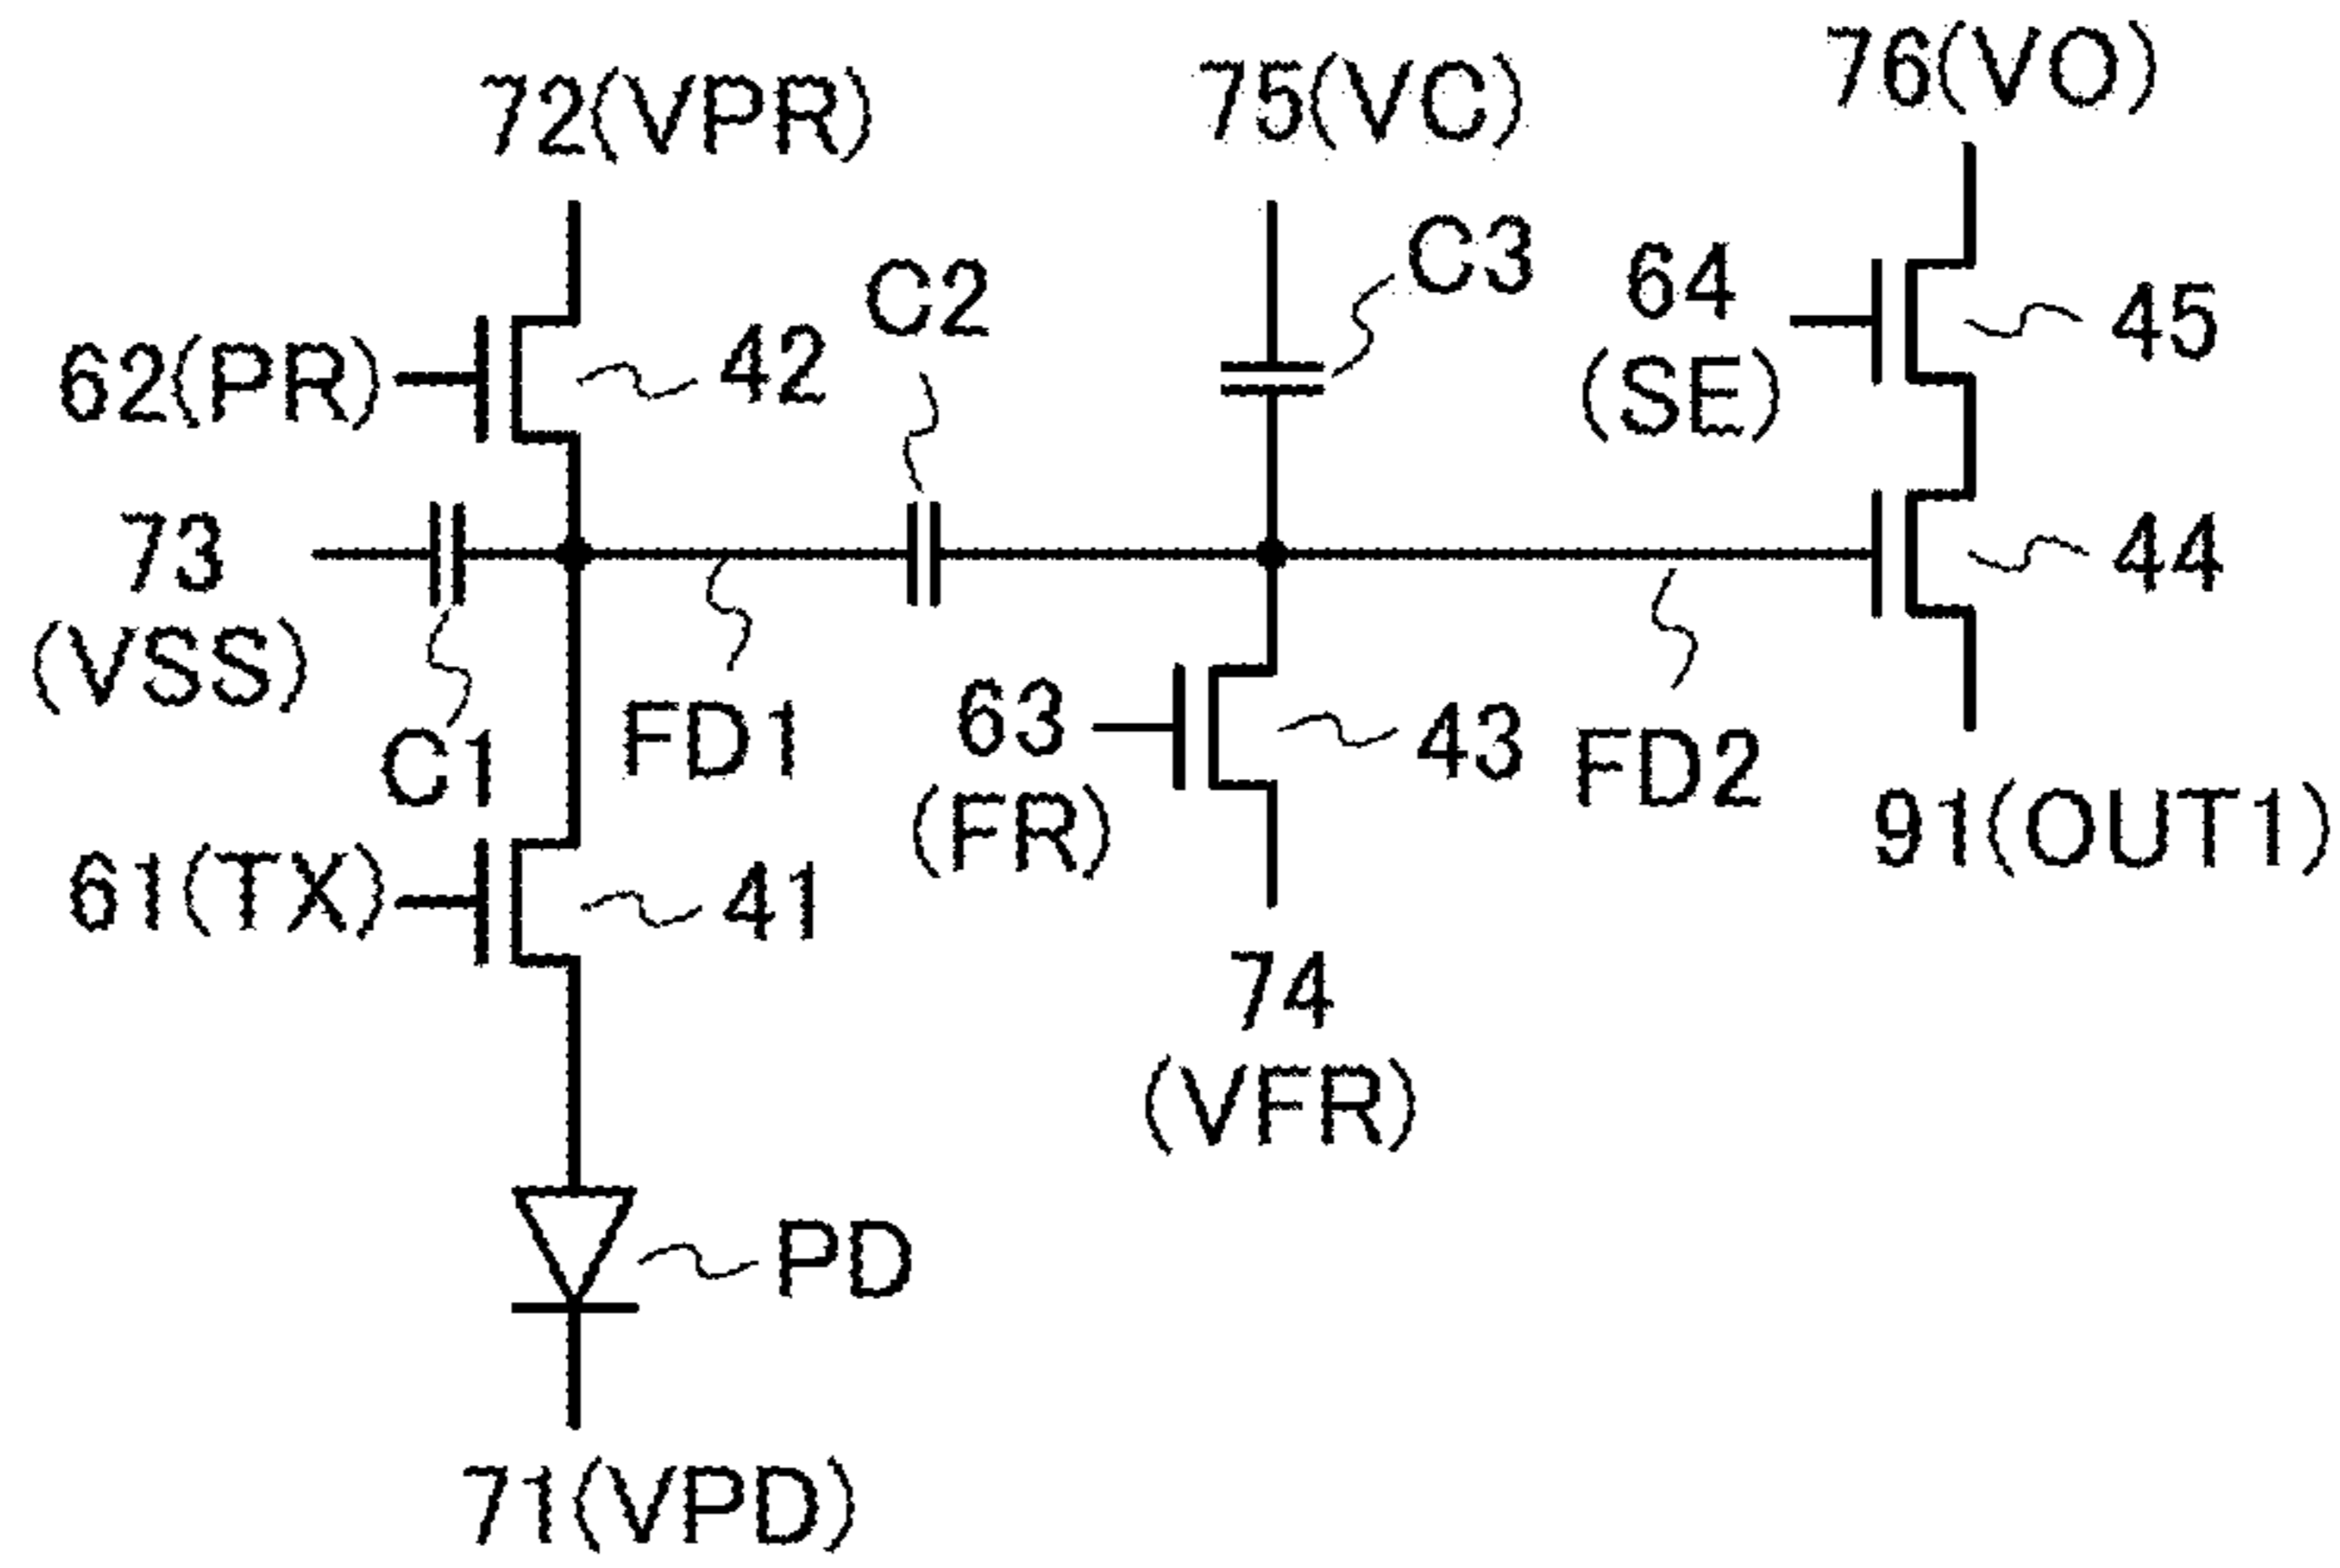 72(VPR)
75(VC)
76(VO)
C3
64
(SE)
45
C2
62(PR)
42
73
(VSS)
C1
FD1
63
(FR)
43
FD2
44
91(OUT1)
61(TX)
41
74
(VFR)
PD
71(VPD)